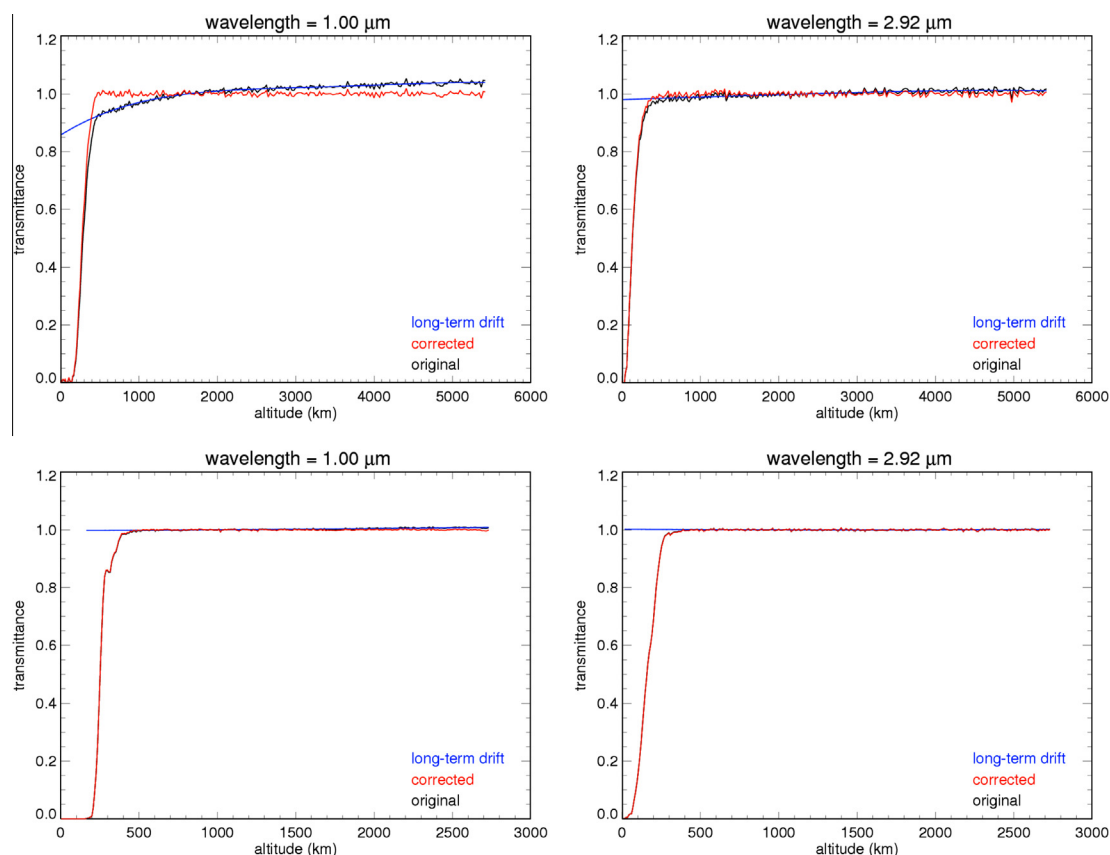 wavelength = 1.00 μm
1.2
1.0
0.8
0.6
0.4
0.2
0.0
transmittance
long-term drift
corrected
original
0 1000 2000 3000 4000 5000 6000
altitude (km)
wavelength = 2.92 μm
1.2
1.0
0.8
0.6
0.4
0.2
0.0
transmittance
long-term drift
corrected
original
0 1000 2000 3000 4000 5000 6000
altitude (km)
wavelength = 1.00 μm
1.2
1.0
0.8
0.6
0.4
0.2
0.0
transmittance
long-term drift
corrected
original
0 500 1000 1500 2000 2500 3000
altitude (km)
wavelength = 2.92 μm
1.2
1.0
0.8
0.6
0.4
0.2
0.0
transmittance
long-term drift
corrected
original
0 500 1000 1500 2000 2500 3000
altitude (km)